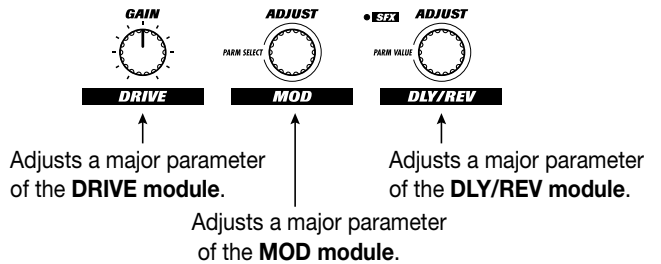 GAIN
ADJUST
SFX ADJUST
PARM SELECT
PARM VALUE
DRIVE
MOD
DLY/REV
Adjusts a major parameter
of the DRIVE module.
Adjusts a major parameter
of the DLY/REV module.
Adjusts a major parameter
of the MOD module.